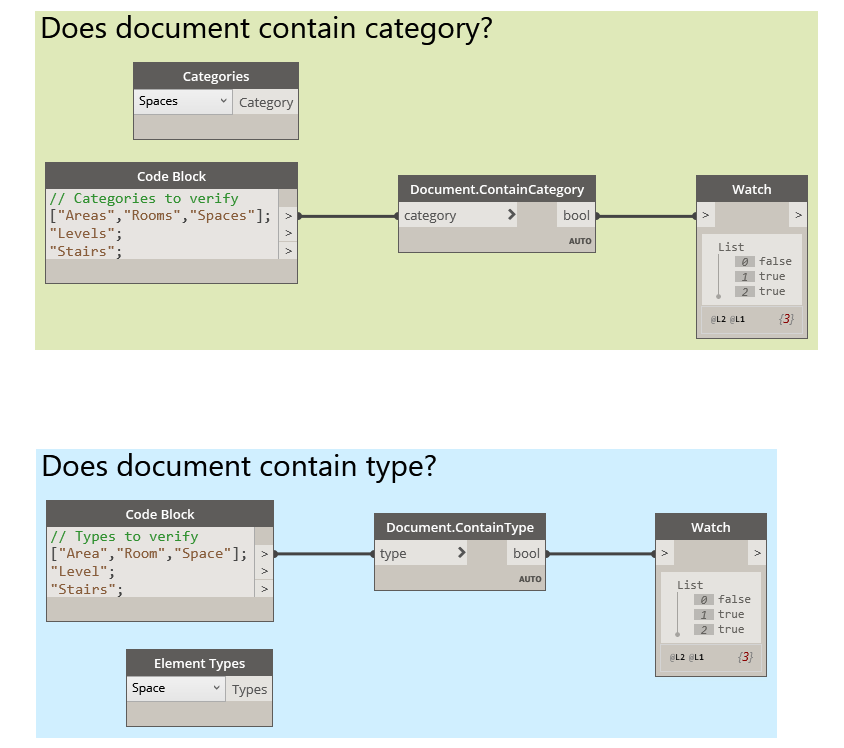 Does document contain category?
Categories
Spaces Category
Code Block
// Categories to verify
["Areas","Rooms","Spaces"]; >
"Levels"; >
"Stairs"; >
Document.ContainCategory
category > bool
AUTO
Watch
> >
List
0 false
1 true
2 true
@L2 @L1 {3}
Does document contain type?
Code Block
// Types to verify
["Area","Room","Space"]; >
"Level"; >
"Stairs"; >
Document.ContainType
type > bool
AUTO
Watch
> >
List
0 false
1 true
2 true
@L2 @L1 {3}
Element Types
Space Types